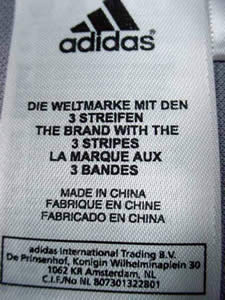 adidas
DIE WELTMARKE MIT DEN
3 STREIFEN
THE BRAND WITH THE
3 STRIPES
LA MARQUE AUX
3 BANDES
MADE IN CHINA
FABRIQUE EN CHINE
FABRICADO EN CHINA
adidas International Trading B.V.
De Prinsenhof, Konigin Wilhelminaplein 30
1062 KR Amsterdam, NL
C.I.F./No NL 807301322B01